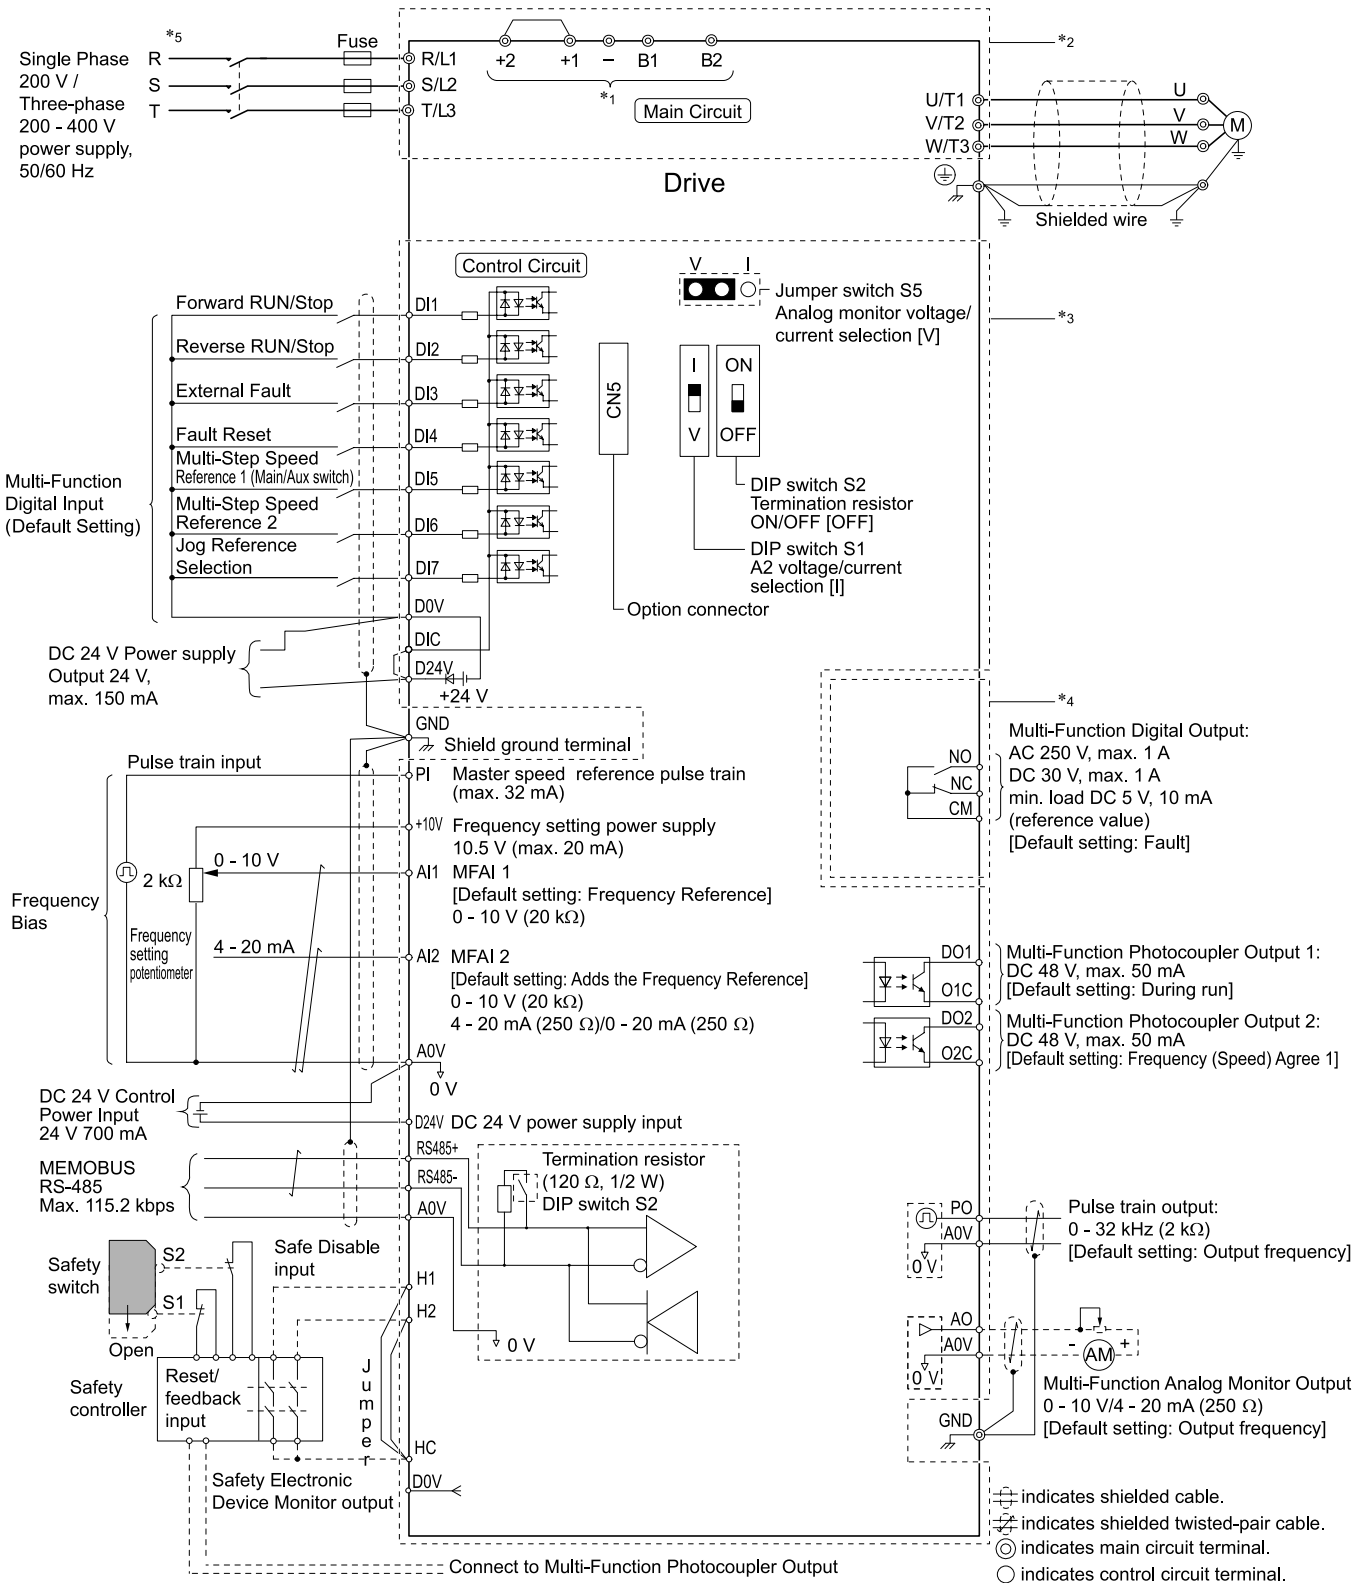 *5
Single Phase
200 V /
Three-phase
200 - 400 V
power supply,
50/60 Hz
R
S
T
Fuse
R/L1
S/L2
T/L3
+2
+1
−
B1
B2
*1
Main Circuit
*2
U/T1
V/T2
W/T3
U
V
W
M
Drive
Shielded wire
Control Circuit
V
I
Jumper switch S5
Analog monitor voltage/
current selection [V]
*3
Multi-Function
Digital Input
(Default Setting)
Forward RUN/Stop
DI1
Reverse RUN/Stop
DI2
External Fault
DI3
Fault Reset
DI4
Multi-Step Speed
Reference 1 (Main/Aux switch)
DI5
Multi-Step Speed
Reference 2
DI6
Jog Reference
Selection
DI7
CN5
I
V
ON
OFF
DIP switch S2
Termination resistor
ON/OFF [OFF]
DIP switch S1
A2 voltage/current
selection [I]
Option connector
D0V
DIC
D24V
+24 V
DC 24 V Power supply
Output 24 V,
max. 150 mA
*4
GND
Shield ground terminal
Multi-Function Digital Output:
AC 250 V, max. 1 A
DC 30 V, max. 1 A
min. load DC 5 V, 10 mA
(reference value)
[Default setting: Fault]
NO
NC
CM
Pulse train input
PI
Master speed reference pulse train
(max. 32 mA)
+10V
Frequency setting power supply
10.5 V (max. 20 mA)
0 - 10 V
AI1
MFAI 1
[Default setting: Frequency Reference]
0 - 10 V (20 kΩ)
2 kΩ
Frequency
Bias
Frequency
setting
potentiometer
4 - 20 mA
AI2
MFAI 2
[Default setting: Adds the Frequency Reference]
0 - 10 V (20 kΩ)
4 - 20 mA (250 Ω)/0 - 20 mA (250 Ω)
A0V
0 V
DO1
O1C
Multi-Function Photocoupler Output 1:
DC 48 V, max. 50 mA
[Default setting: During run]
DO2
O2C
Multi-Function Photocoupler Output 2:
DC 48 V, max. 50 mA
[Default setting: Frequency (Speed) Agree 1]
DC 24 V Control
Power Input
24 V 700 mA
D24V
DC 24 V power supply input
MEMOBUS
RS-485
Max. 115.2 kbps
RS485+
RS485-
A0V
Termination resistor
(120 Ω, 1/2 W)
DIP switch S2
0 V
PO
A0V
0 V
Pulse train output:
0 - 32 kHz (2 kΩ)
[Default setting: Output frequency]
Safety
switch
S2
S1
Open
Safe Disable
input
H1
H2
Jumper
HC
D0V
Safety
controller
Reset/
feedback
input
Safety Electronic
Device Monitor output
AO
A0V
0 V
-
+
AM
Multi-Function Analog Monitor Output
0 - 10 V/4 - 20 mA (250 Ω)
[Default setting: Output frequency]
GND
indicates shielded cable.
indicates shielded twisted-pair cable.
indicates main circuit terminal.
indicates control circuit terminal.
Connect to Multi-Function Photocoupler Output